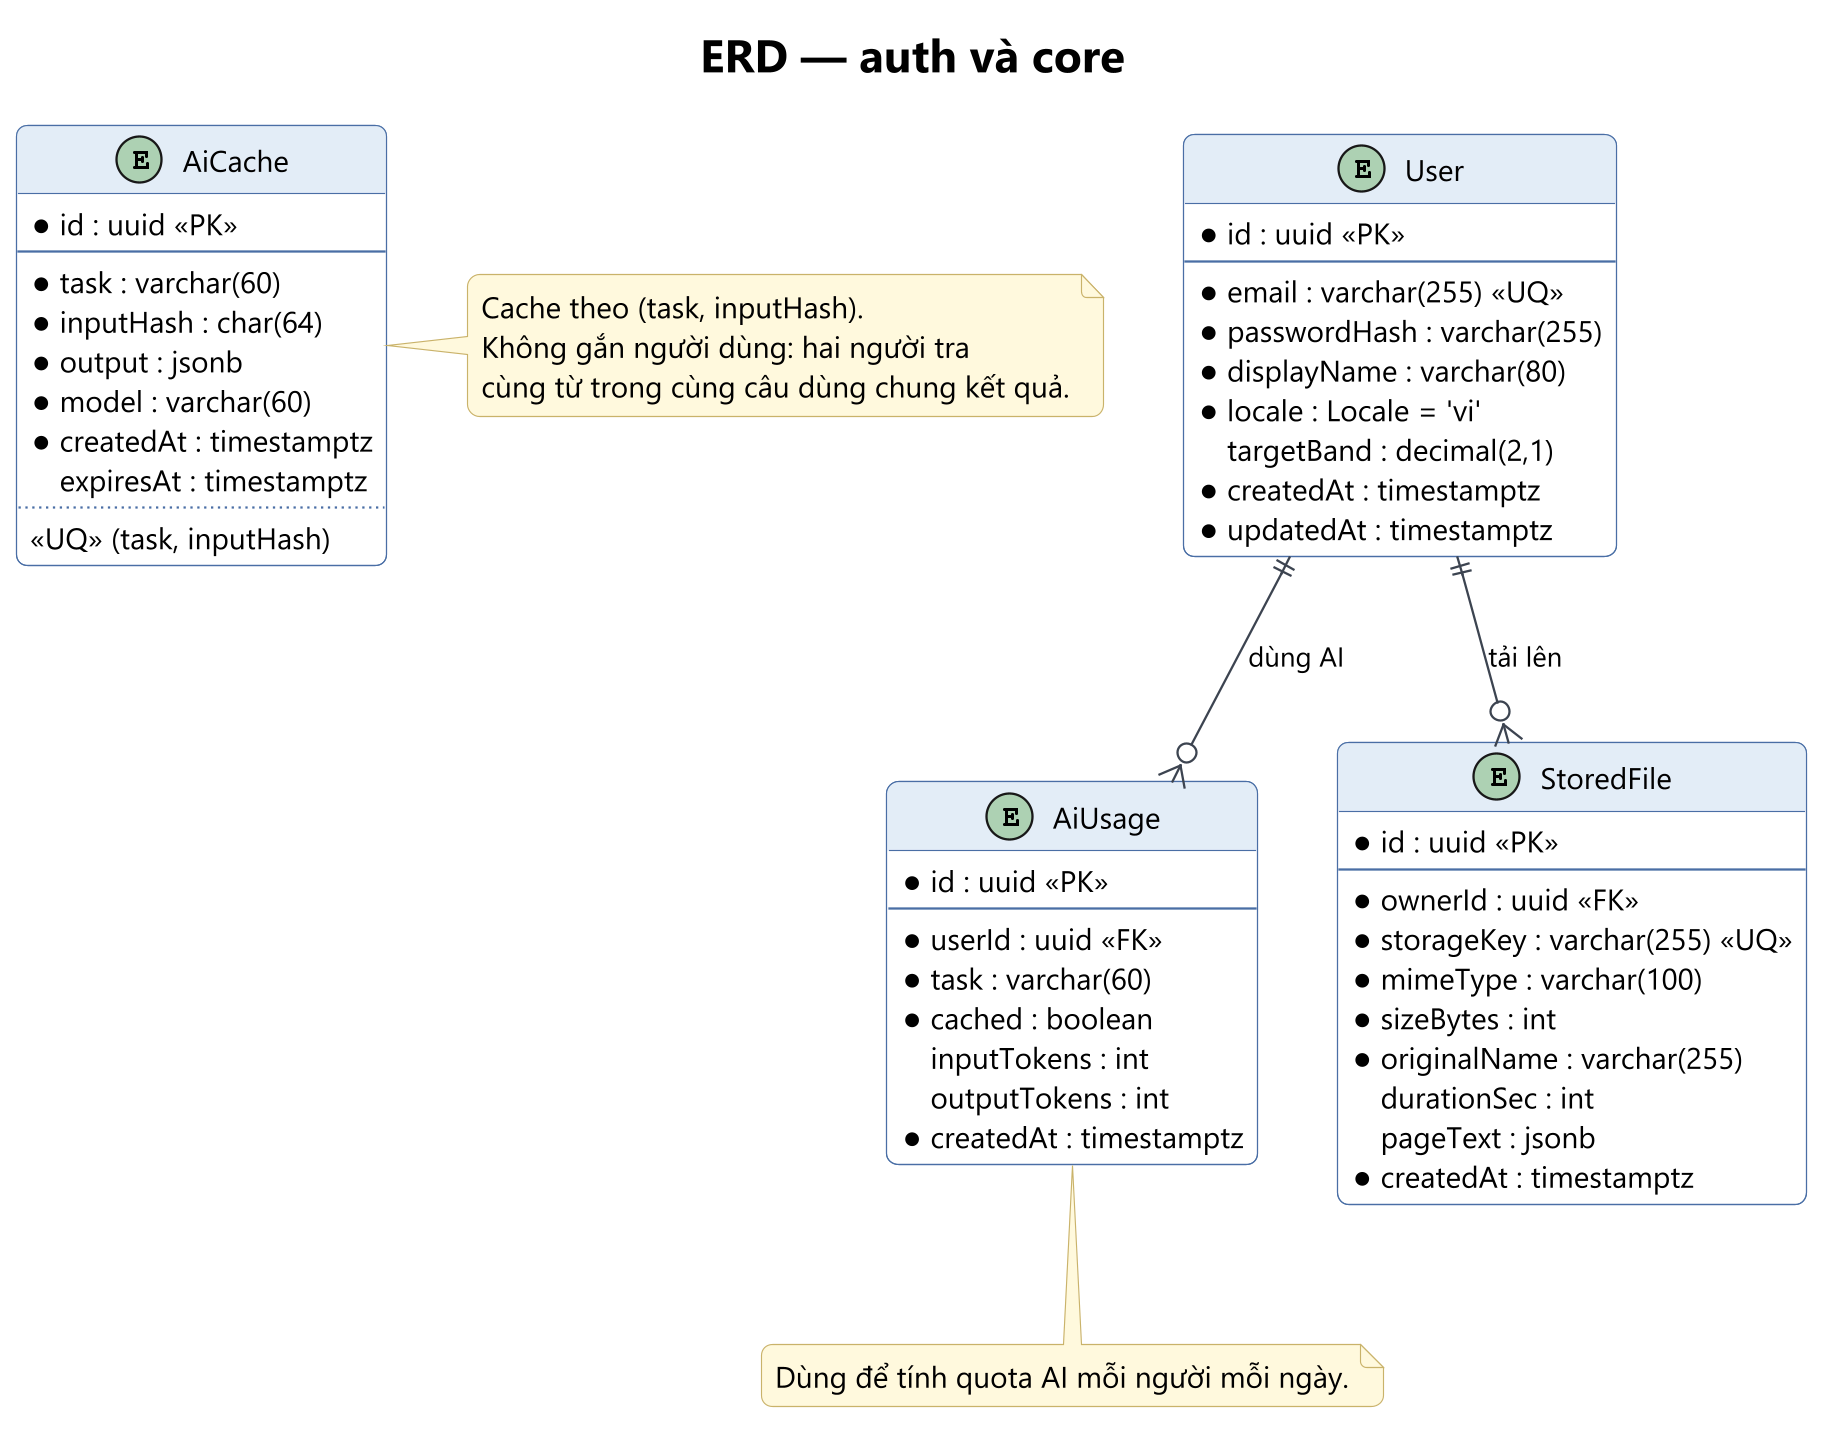 ERD — auth và core
E AiCache
id : uuid «PK»
task : varchar(60)
inputHash : char(64)
output : jsonb
model : varchar(60)
createdAt : timestamptz
expiresAt : timestamptz
«UQ» (task, inputHash)
Cache theo (task, inputHash).
Không gắn người dùng: hai người tra
cùng từ trong cùng câu dùng chung kết quả.
E User
id : uuid «PK»
email : varchar(255) «UQ»
passwordHash : varchar(255)
displayName : varchar(80)
locale : Locale = 'vi'
targetBand : decimal(2,1)
createdAt : timestamptz
updatedAt : timestamptz
dùng AI
tải lên
E AiUsage
id : uuid «PK»
userId : uuid «FK»
task : varchar(60)
cached : boolean
inputTokens : int
outputTokens : int
createdAt : timestamptz
E StoredFile
id : uuid «PK»
ownerId : uuid «FK»
storageKey : varchar(255) «UQ»
mimeType : varchar(100)
sizeBytes : int
originalName : varchar(255)
durationSec : int
pageText : jsonb
createdAt : timestamptz
Dùng để tính quota AI mỗi người mỗi ngày.